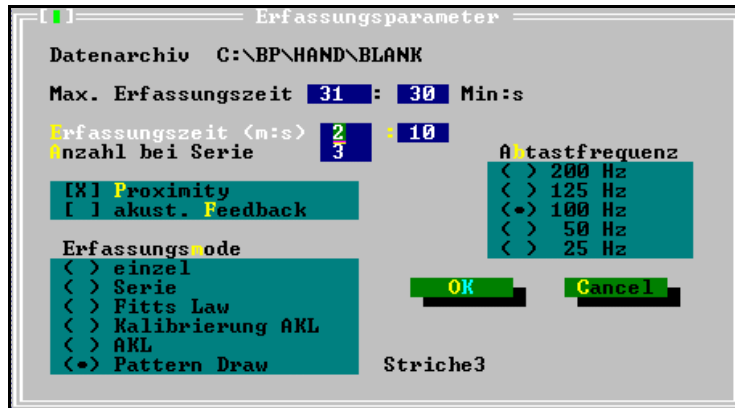 [ ] Erfassungsparameter
Datenarchiv C:\BP\HAND\BLANK
Max. Erfassungszeit 31 : 30 Min:s
Erfassungszeit (m:s) 2 : 10
Anzahl bei Serie 3
[X] Proximity
[ ] akust. Feedback
Abtastfrequenz
( ) 200 Hz
( ) 125 Hz
(•) 100 Hz
( ) 50 Hz
( ) 25 Hz
Erfassungsmode
( ) einzel
( ) Serie
( ) Fitts Law
( ) Kalibrierung AKL
( ) AKL
(•) Pattern Draw
OK Cancel
Striche3